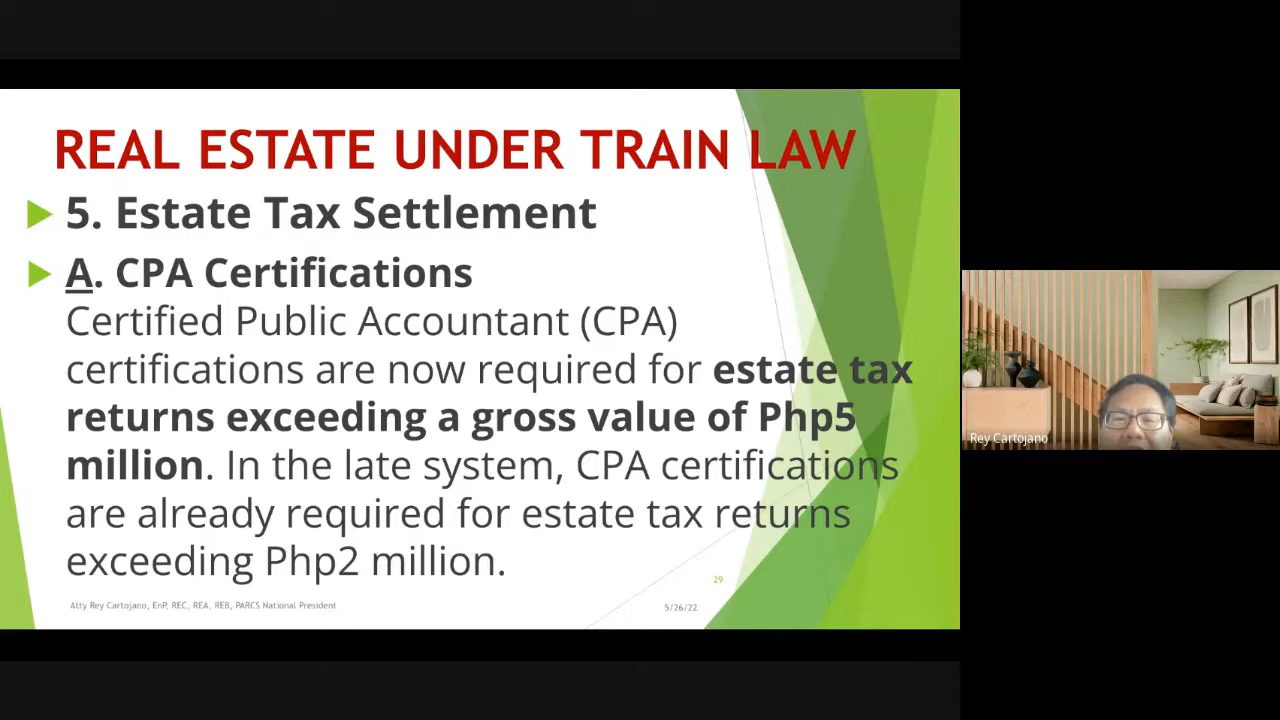 REAL ESTATE UNDER TRAIN LAW
5. Estate Tax Settlement
A. CPA Certifications
Certified Public Accountant (CPA)
certifications are now required for estate tax
returns exceeding a gross value of Php5
million. In the late system, CPA certifications
are already required for estate tax returns
exceeding Php2 million.
29
Atty Rey Cartojano, EnP, REC, REA, REB, PARCS National President
5/26/22
Rey Cartojano